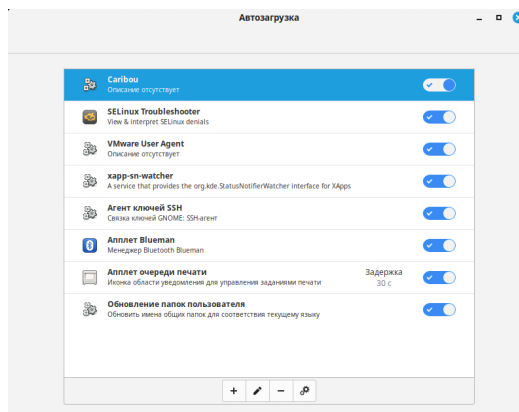 Автозагрузка
Caribou
Описание отсутствует
SELinux Troubleshooter
View & interpret SELinux denials
VMware User Agent
Описание отсутствует
xapp-sn-watcher
A service that provides the org.kde.StatusNotifierWatcher interface for XApps
Агент ключей SSH
Связка ключей GNOME: SSH-агент
Апплет Blueman
Менеджер Bluetooth Blueman
Апплет очереди печати
Иконка области уведомления для управления заданиями печати
Задержка
30 с
Обновление папок пользователя
Обновить имена общих папок для соответствия текущему языку